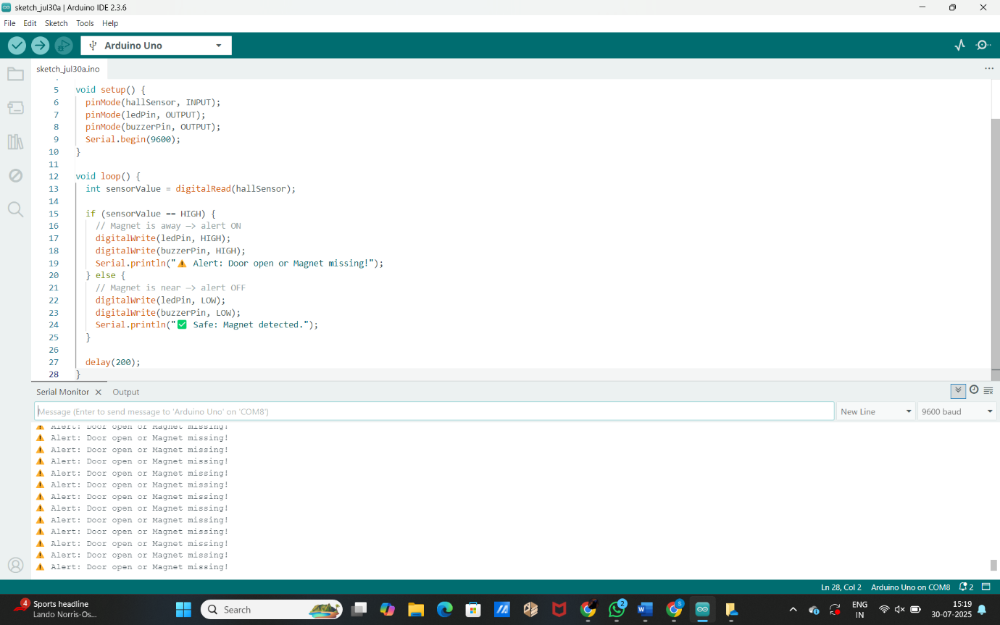 sketch_jul30a | Arduino IDE 2.3.6
File Edit Sketch Tools Help
Arduino Uno
sketch_jul30a.ino
5 void setup() {
6 pinMode(hallSensor, INPUT);
7 pinMode(ledPin, OUTPUT);
8 pinMode(buzzerPin, OUTPUT);
9 Serial.begin(9600);
10 }
11
12 void loop() {
13 int sensorValue = digitalRead(hallSensor);
14
15 if (sensorValue == HIGH) {
16 // Magnet is away —> alert ON
17 digitalWrite(ledPin, HIGH);
18 digitalWrite(buzzerPin, HIGH);
19 Serial.println("⚠️ Alert: Door open or Magnet missing!");
20 } else {
21 // Magnet is near —> alert OFF
22 digitalWrite(ledPin, LOW);
23 digitalWrite(buzzerPin, LOW);
24 Serial.println("✅ Safe: Magnet detected.");
25 }
26
27 delay(200);
28 }
Serial Monitor Output
Message (Enter to send message to 'Arduino Uno' on 'COM8')
New Line 9600 baud
⚠️ Alert: Door open or Magnet missing!
⚠️ Alert: Door open or Magnet missing!
⚠️ Alert: Door open or Magnet missing!
⚠️ Alert: Door open or Magnet missing!
⚠️ Alert: Door open or Magnet missing!
⚠️ Alert: Door open or Magnet missing!
⚠️ Alert: Door open or Magnet missing!
⚠️ Alert: Door open or Magnet missing!
⚠️ Alert: Door open or Magnet missing!
⚠️ Alert: Door open or Magnet missing!
⚠️ Alert: Door open or Magnet missing!
⚠️ Alert: Door open or Magnet missing!
⚠️ Alert: Door open or Magnet missing!
Ln 28, Col 2 Arduino Uno on COM8 2
4
Sports headline
Lando Norris-Os...
Search
2
S
ENG
IN
15:19
30-07-2025